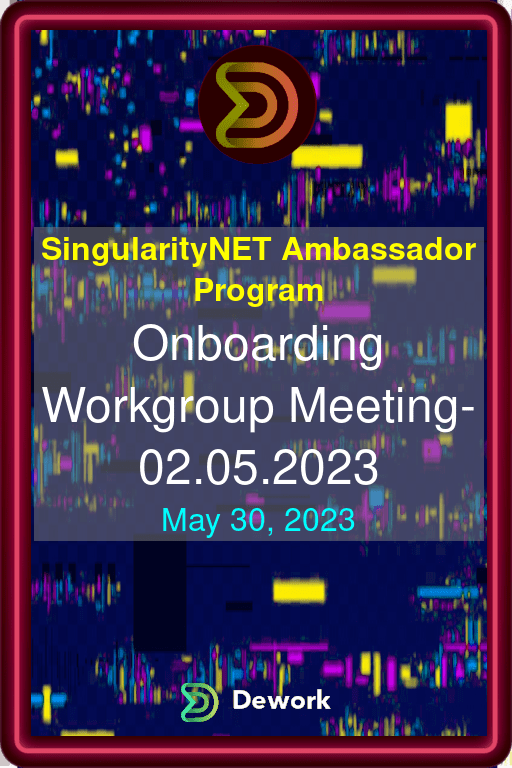 SingularityNET Ambassador
Program
Onboarding
Workgroup Meeting-
02.05.2023
May 30, 2023
Dework